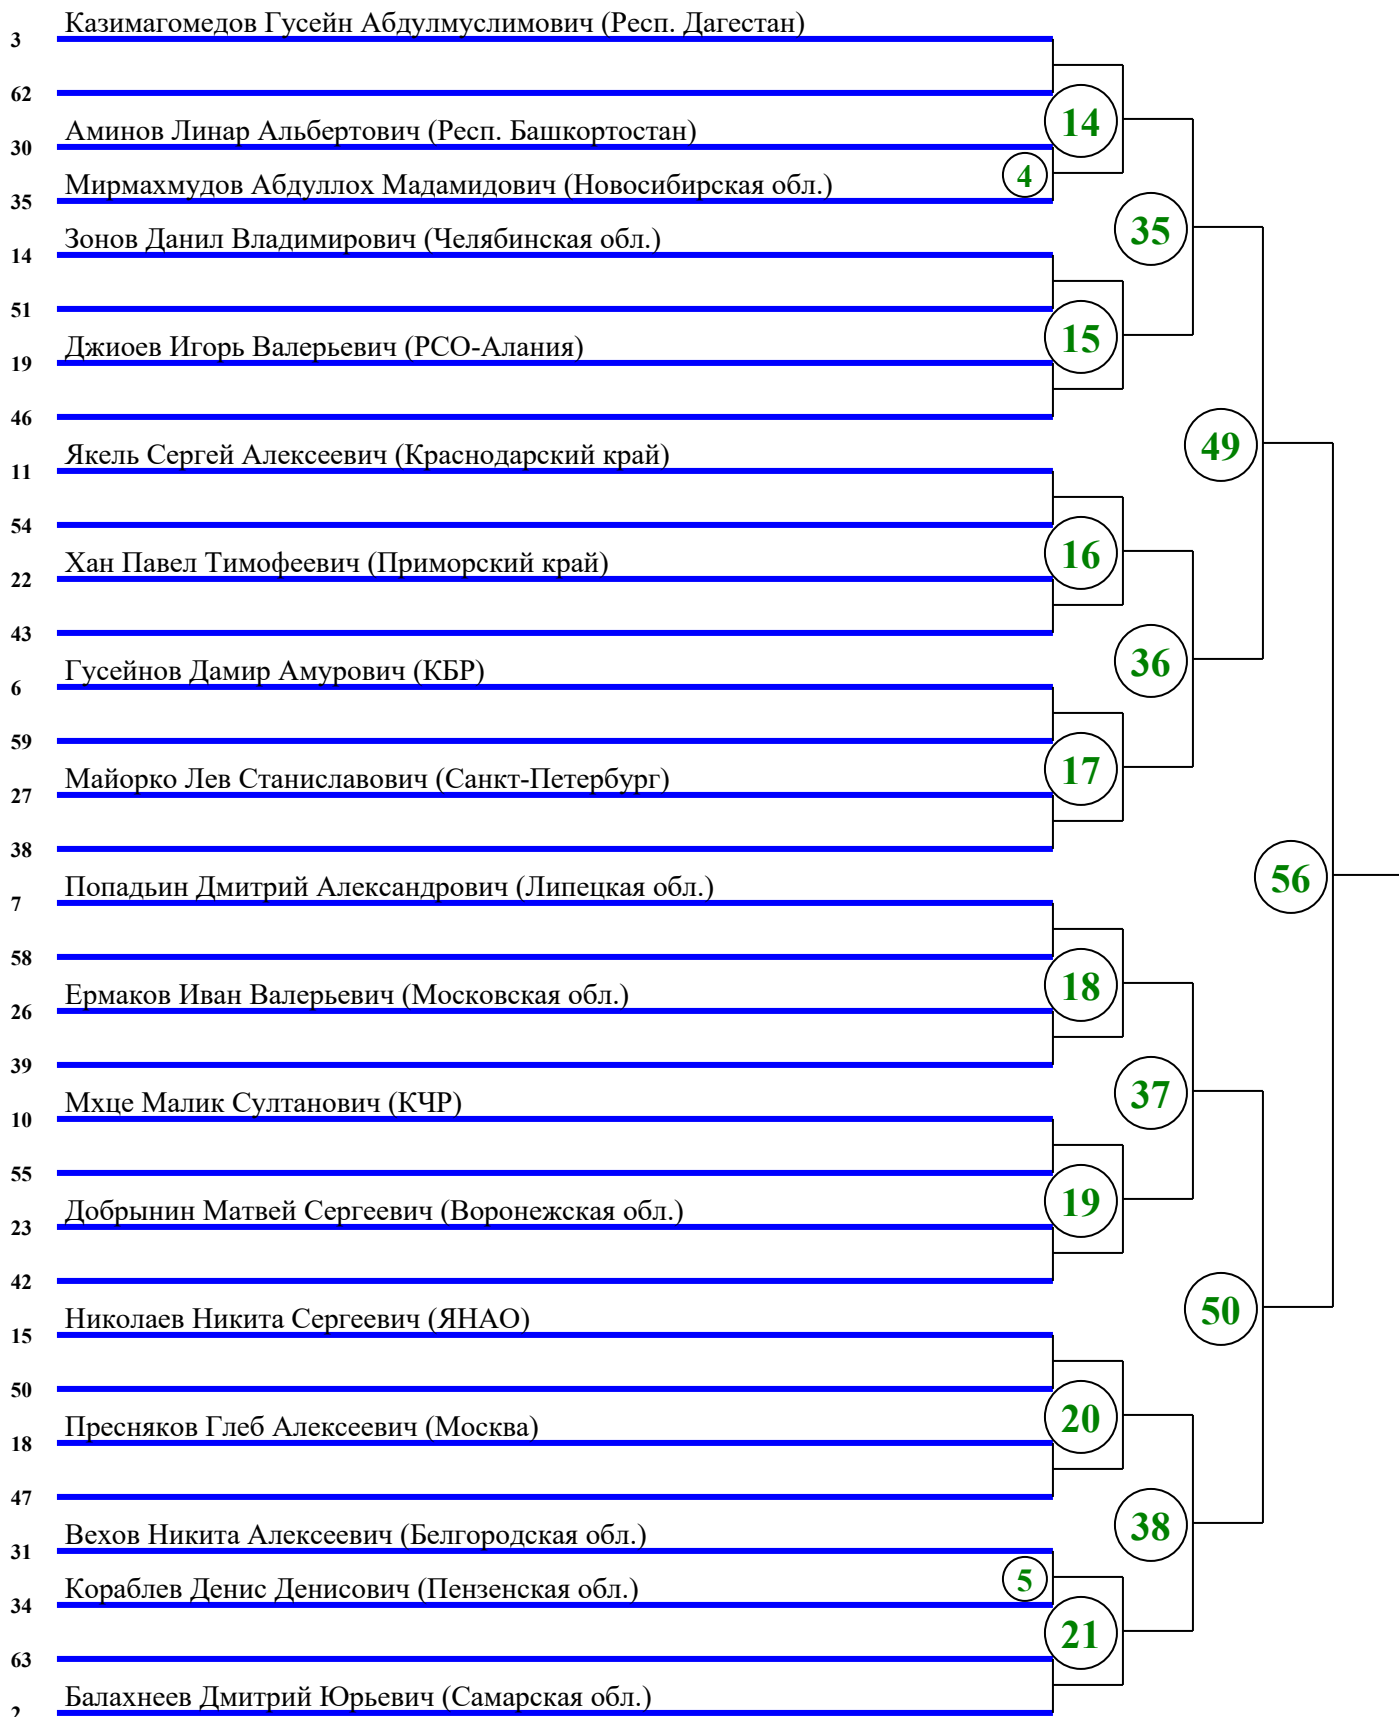 3 Казимагомедов Гусейн Абдулмуслимович (Респ. Дагестан)
62
14
30 Аминов Линар Альбертович (Респ. Башкортостан)
35 Мирмахмудов Абдуллох Мадамидович (Новосибирская обл.) 4
35
14 Зонов Данил Владимирович (Челябинская обл.)
51
15
19 Джиоев Игорь Валерьевич (РСО-Алания)
46
49
11 Якель Сергей Алексеевич (Краснодарский край)
54
16
22 Хан Павел Тимофеевич (Приморский край)
43
36
6 Гусейнов Дамир Амурович (КБР)
59
17
27 Майорко Лев Станиславович (Санкт-Петербург)
38
56
7 Попадьин Дмитрий Александрович (Липецкая обл.)
58
18
26 Ермаков Иван Валерьевич (Московская обл.)
39
37
10 Мхце Малик Султанович (КЧР)
55
19
23 Добрынин Матвей Сергеевич (Воронежская обл.)
42
50
15 Николаев Никита Сергеевич (ЯНАО)
50
20
18 Пресняков Глеб Алексеевич (Москва)
47
38
31 Вехов Никита Алексеевич (Белгородская обл.)
5
34 Кораблев Денис Денисович (Пензенская обл.)
21
63
2 Балахнеев Дмитрий Юрьевич (Самарская обл.)